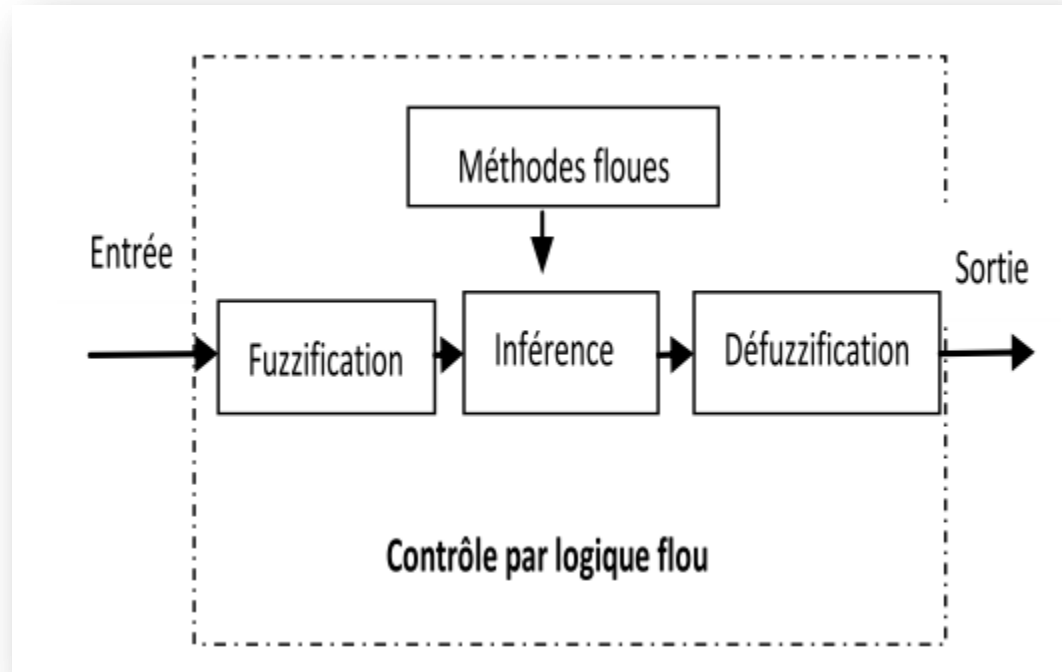 Méthodes floues
Entrée
Sortie
Fuzzification
Inférence
Défuzzification
Contrôle par logique flou